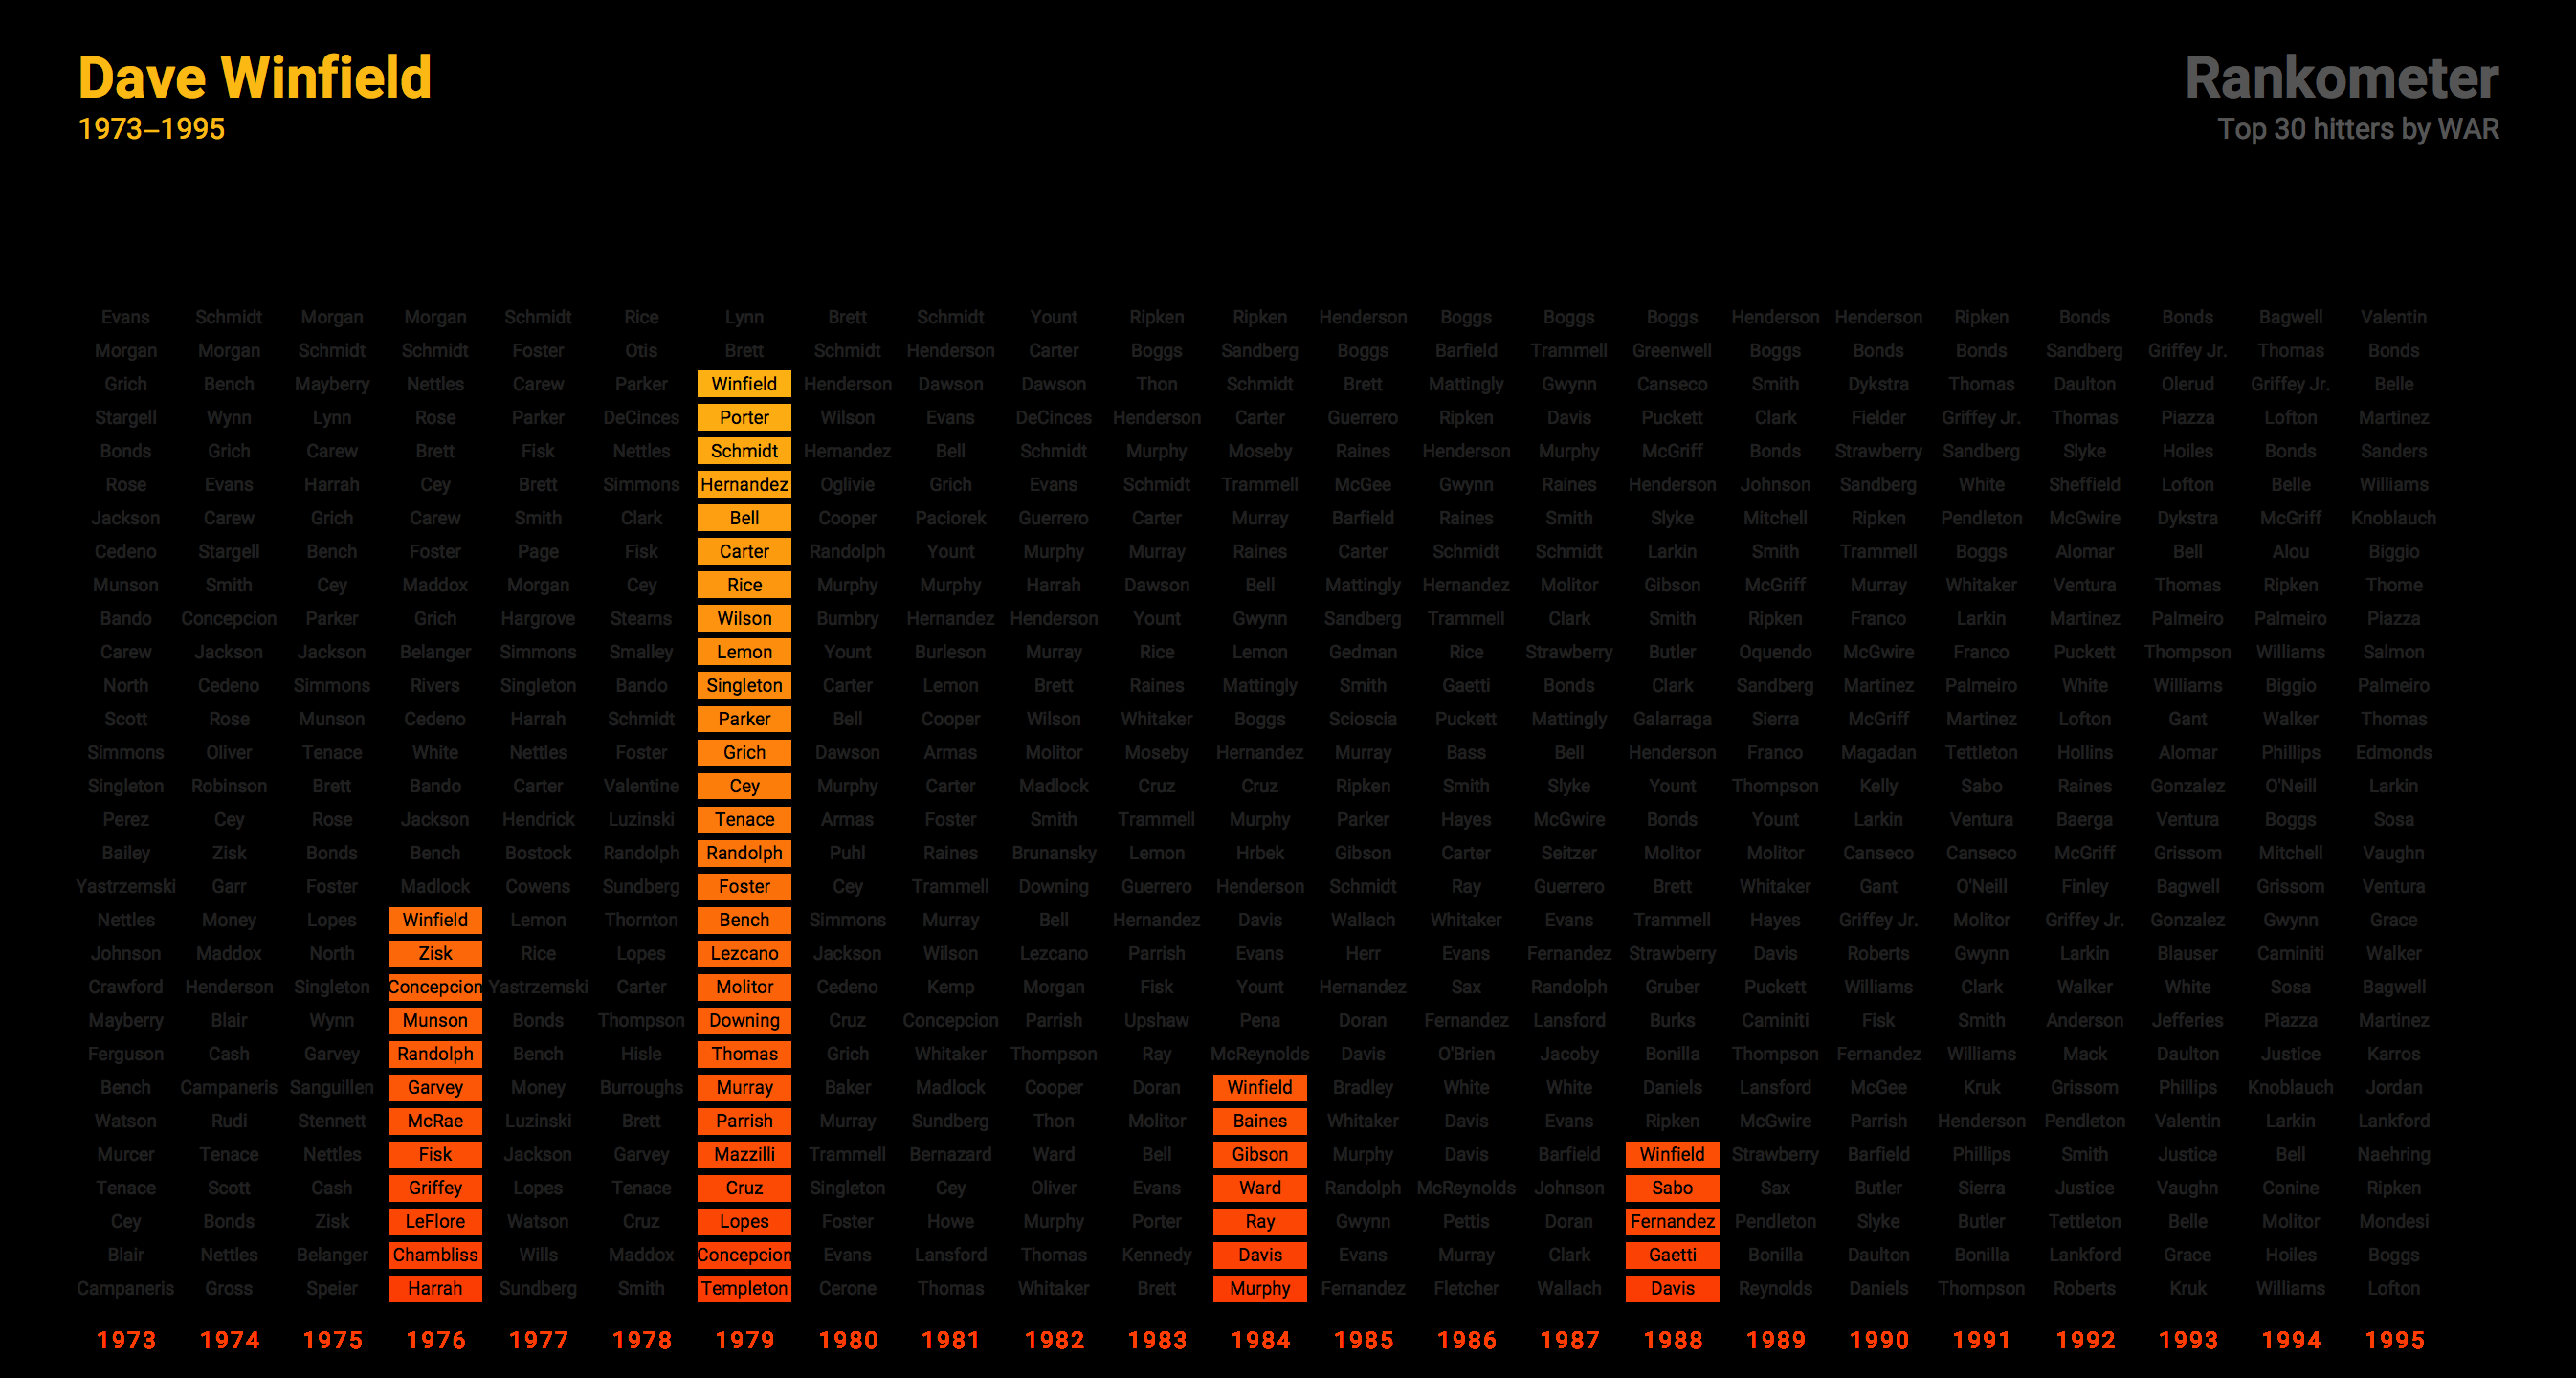 Dave Winfield
1973–1995
Rankometer
Top 30 hitters by WAR
Evans Schmidt Morgan Morgan Schmidt Rice Lynn Brett Schmidt Yount Ripken Ripken Henderson Boggs Boggs Boggs Henderson Henderson Ripken Bonds Bonds Bagwell Valentin
Morgan Morgan Schmidt Schmidt Foster Otis Brett Schmidt Henderson Carter Boggs Sandberg Boggs Barfield Trammell Greenwell Boggs Bonds Bonds Sandberg Griffey Jr. Thomas Bonds
Grich Bench Mayberry Nettles Carew Parker Winfield Henderson Dawson Dawson Thon Schmidt Brett Mattingly Gwynn Canseco Smith Dykstra Thomas Daulton Olerud Griffey Jr. Belle
Stargell Wynn Lynn Rose Parker DeCinces Porter Wilson Evans DeCinces Henderson Carter Guerrero Ripken Davis Puckett Clark Fielder Griffey Jr. Thomas Piazza Lofton Martinez
Bonds Grich Carew Brett Fisk Nettles Schmidt Hernandez Bell Schmidt Murphy Moseby Raines Henderson Murphy McGriff Bonds Strawberry Sandberg Slyke Hoiles Bonds Sanders
Rose Evans Harrah Cey Brett Simmons Hernandez Oglivie Grich Evans Schmidt Trammell McGee Gwynn Raines Henderson Johnson Sandberg White Sheffield Lofton Belle Williams
Jackson Carew Grich Carew Smith Clark Bell Cooper Paciorek Guerrero Carter Murray Barfield Raines Smith Slyke Mitchell Ripken Pendleton McGwire Dykstra McGriff Knoblauch
Cedeno Stargell Bench Foster Page Fisk Carter Randolph Yount Murphy Murray Raines Carter Schmidt Schmidt Larkin Smith Trammell Boggs Alomar Bell Alou Biggio
Munson Smith Cey Maddox Morgan Cey Rice Murphy Murphy Harrah Dawson Bell Mattingly Hernandez Molitor Gibson McGriff Murray Whitaker Ventura Thomas Ripken Thome
Bando Concepcion Parker Grich Hargrove Stearns Wilson Bumbry Hernandez Henderson Yount Gwynn Sandberg Trammell Clark Smith Ripken Franco Larkin Martinez Palmeiro Palmeiro Piazza
Carew Jackson Jackson Belanger Simmons Smalley Lemon Yount Burleson Murray Rice Lemon Gedman Rice Strawberry Butler Oquendo McGwire Franco Puckett Thompson Williams Salmon
North Cedeno Simmons Rivers Singleton Bando Singleton Carter Lemon Brett Raines Mattingly Smith Gaetti Bonds Clark Sandberg Martinez Palmeiro White Williams Biggio Palmeiro
Scott Rose Munson Cedeno Harrah Schmidt Parker Bell Cooper Wilson Whitaker Boggs Scioscia Puckett Mattingly Galarraga Sierra McGriff Martinez Lofton Gant Walker Thomas
Simmons Oliver Tenace White Nettles Foster Grich Dawson Armas Molitor Moseby Hernandez Murray Bass Bell Henderson Franco Magadan Tettleton Hollins Alomar Phillips Edmonds
Singleton Robinson Brett Bando Carter Valentine Cey Murphy Carter Madlock Cruz Cruz Ripken Smith Slyke Yount Thompson Kelly Sabo Raines Gonzalez O'Neill Larkin
Perez Cey Rose Jackson Hendrick Luzinski Tenace Armas Foster Smith Trammell Murphy Parker Hayes McGwire Bonds Yount Larkin Ventura Baerga Ventura Boggs Sosa
Bailey Zisk Bonds Bench Bostock Randolph Randolph Puhl Raines Brunansky Lemon Hrbek Gibson Carter Seitzer Molitor Molitor Canseco Canseco McGriff Grissom Mitchell Vaughn
Yastrzemski Garr Foster Madlock Cowens Sundberg Foster Cey Trammell Downing Guerrero Henderson Schmidt Ray Guerrero Brett Whitaker Gant O'Neill Finley Bagwell Grissom Ventura
Nettles Money Lopes Winfield Lemon Thornton Bench Simmons Murray Bell Hernandez Davis Wallach Whitaker Evans Trammell Hayes Griffey Jr. Molitor Griffey Jr. Gonzalez Gwynn Grace
Johnson Maddox North Zisk Rice Lopes Lezcano Jackson Wilson Lezcano Parrish Evans Herr Evans Fernandez Strawberry Davis Roberts Gwynn Larkin Blauser Caminiti Walker
Crawford Henderson Singleton Concepcion Yastrzemski Carter Molitor Cedeno Kemp Morgan Fisk Yount Hernandez Sax Randolph Gruber Puckett Williams Clark Walker White Sosa Bagwell
Mayberry Blair Wynn Munson Bonds Thompson Downing Cruz Concepcion Parrish Upshaw Pena Doran Fernandez Lansford Burks Caminiti Fisk Smith Anderson Jefferies Piazza Martinez
Ferguson Cash Garvey Randolph Bench Hisle Thomas Grich Whitaker Thompson Ray McReynolds Davis O'Brien Jacoby Bonilla Thompson Fernandez Williams Mack Daulton Justice Karros
Bench Campaneris Sanguillen Garvey Money Burroughs Murray Baker Madlock Cooper Doran Winfield Bradley White White Daniels Lansford McGee Kruk Grissom Phillips Knoblauch Jordan
Watson Rudi Stennett McRae Luzinski Brett Parrish Murray Sundberg Thon Molitor Baines Whitaker Davis Evans Ripken McGwire Parrish Henderson Pendleton Valentin Larkin Lankford
Murcer Tenace Nettles Fisk Jackson Garvey Mazzilli Trammell Bernazard Ward Bell Gibson Murphy Davis Barfield Winfield Strawberry Barfield Phillips Smith Justice Bell Naehring
Tenace Scott Cash Griffey Lopes Tenace Cruz Singleton Cey Oliver Evans Ward Randolph McReynolds Johnson Sabo Sax Butler Sierra Justice Vaughn Conine Ripken
Cey Bonds Zisk LeFlore Watson Cruz Lopes Foster Howe Murphy Porter Ray Gwynn Pettis Doran Fernandez Pendleton Slyke Butler Tettleton Belle Molitor Mondesi
Blair Nettles Belanger Chambliss Wills Maddox Concepcion Evans Lansford Thomas Kennedy Davis Evans Murray Clark Gaetti Bonilla Daulton Bonilla Lankford Grace Hoiles Boggs
Campaneris Gross Speier Harrah Sundberg Smith Templeton Cerone Thomas Whitaker Brett Murphy Fernandez Fletcher Wallach Davis Reynolds Daniels Thompson Roberts Kruk Williams Lofton
1973 1974 1975 1976 1977 1978 1979 1980 1981 1982 1983 1984 1985 1986 1987 1988 1989 1990 1991 1992 1993 1994 1995